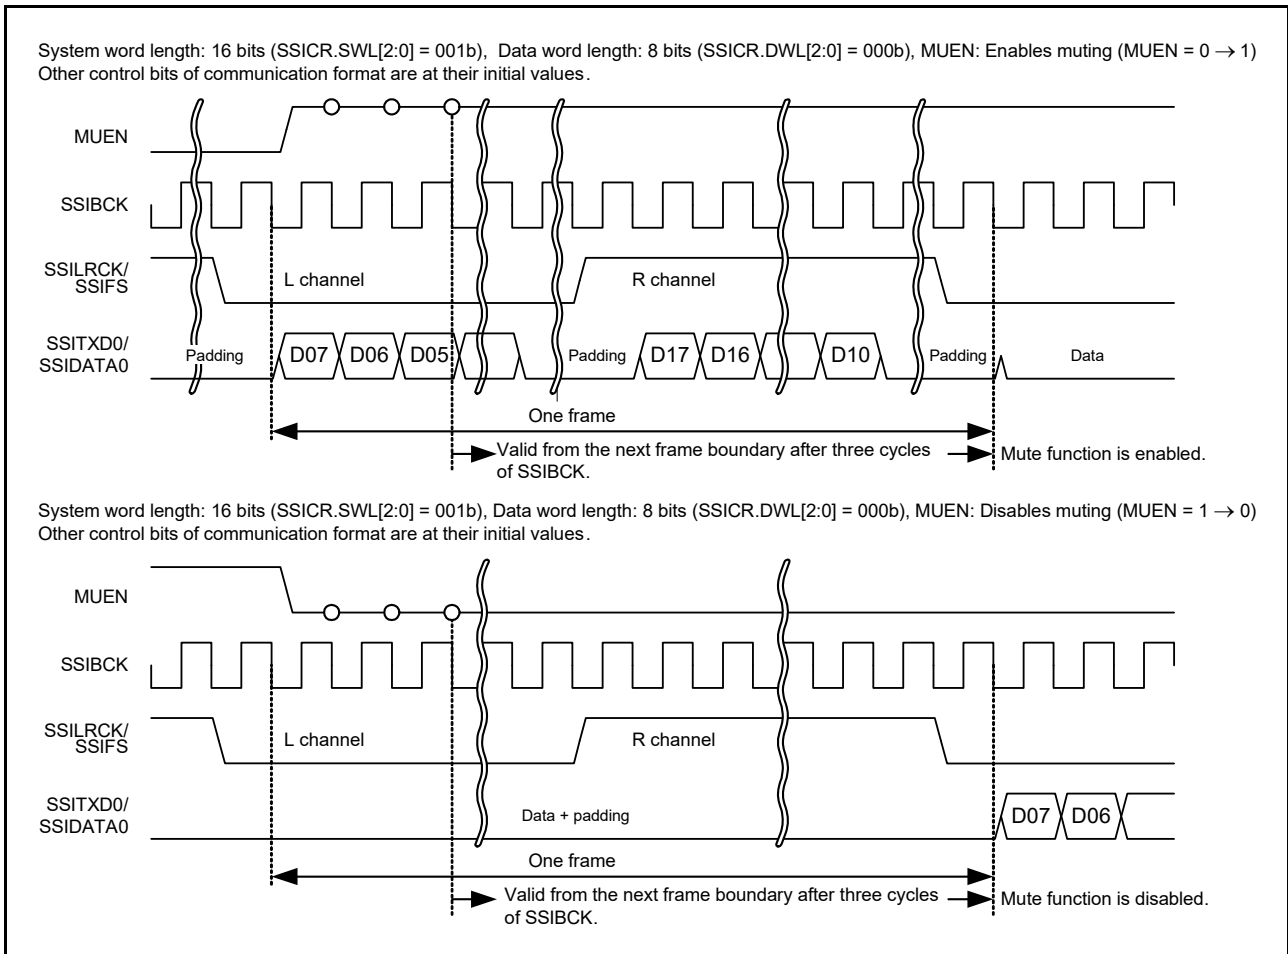 System word length: 16 bits (SSICR.SWL[2:0] = 001b),  Data word length: 8 bits (SSICR.DWL[2:0] = 000b), MUEN: Enables muting (MUEN = 0 → 1)
Other control bits of communication format are at their initial values.
MUEN
SSIBCK
SSILRCK/
SSIFS
L channel
R channel
SSITXD0/
SSIDATA0
Padding
D07
D06
D05
Padding
D17
D16
D10
Padding
Data
One frame
Valid from the next frame boundary after three cycles
of SSIBCK.
Mute function is enabled.
System word length: 16 bits (SSICR.SWL[2:0] = 001b), Data word length: 8 bits (SSICR.DWL[2:0] = 000b), MUEN: Disables muting (MUEN = 1 → 0)
Other control bits of communication format are at their initial values.
MUEN
SSIBCK
SSILRCK/
SSIFS
L channel
R channel
SSITXD0/
SSIDATA0
Data + padding
D07
D06
One frame
Valid from the next frame boundary after three cycles
of SSIBCK.
Mute function is disabled.